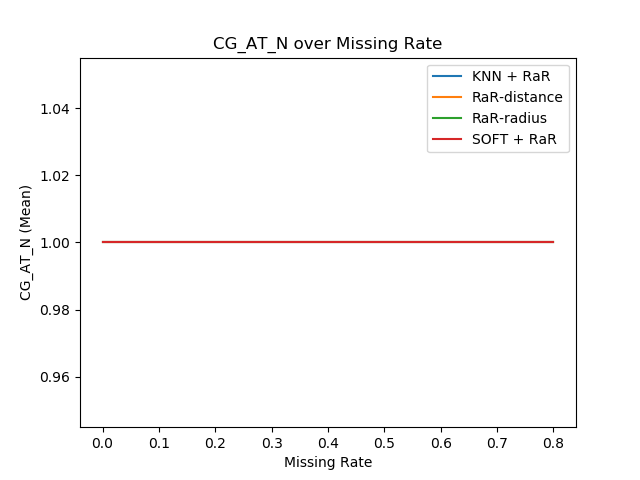 CG_AT_N over Missing Rate
KNN + RaR
RaR-distance
RaR-radius
SOFT + RaR
CG_AT_N (Mean)
1.04
1.02
1.00
0.98
0.96
0.0 0.1 0.2 0.3 0.4 0.5 0.6 0.7 0.8
Missing Rate